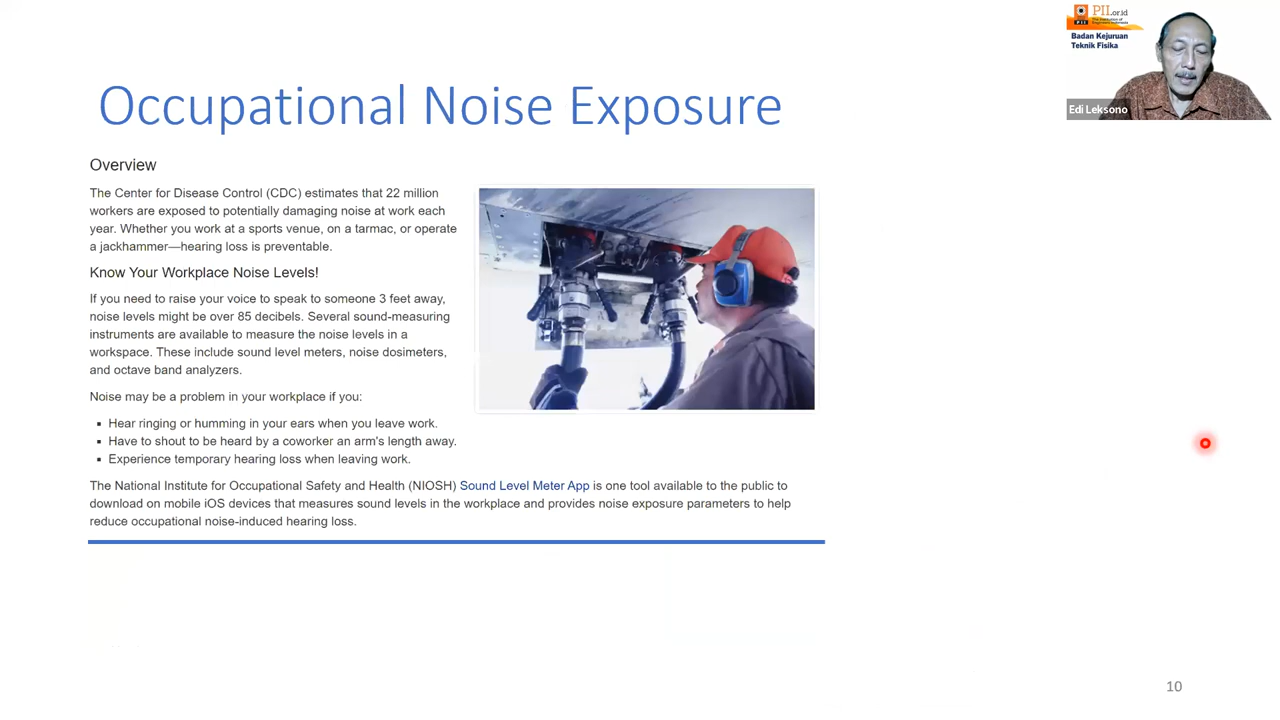 PII.or.id
PII
Badan Kejuruan
Teknik Fisika
Edi Leksono
Occupational Noise Exposure
Overview
The Center for Disease Control (CDC) estimates that 22 million
workers are exposed to potentially damaging noise at work each
year. Whether you work at a sports venue, on a tarmac, or operate
a jackhammer—hearing loss is preventable.
Know Your Workplace Noise Levels!
If you need to raise your voice to speak to someone 3 feet away,
noise levels might be over 85 decibels. Several sound-measuring
instruments are available to measure the noise levels in a
workspace. These include sound level meters, noise dosimeters,
and octave band analyzers.
Noise may be a problem in your workplace if you:
▪ Hear ringing or humming in your ears when you leave work.
▪ Have to shout to be heard by a coworker an arm's length away.
▪ Experience temporary hearing loss when leaving work.
The National Institute for Occupational Safety and Health (NIOSH) Sound Level Meter App is one tool available to the public to
download on mobile iOS devices that measures sound levels in the workplace and provides noise exposure parameters to help
reduce occupational noise-induced hearing loss.
10